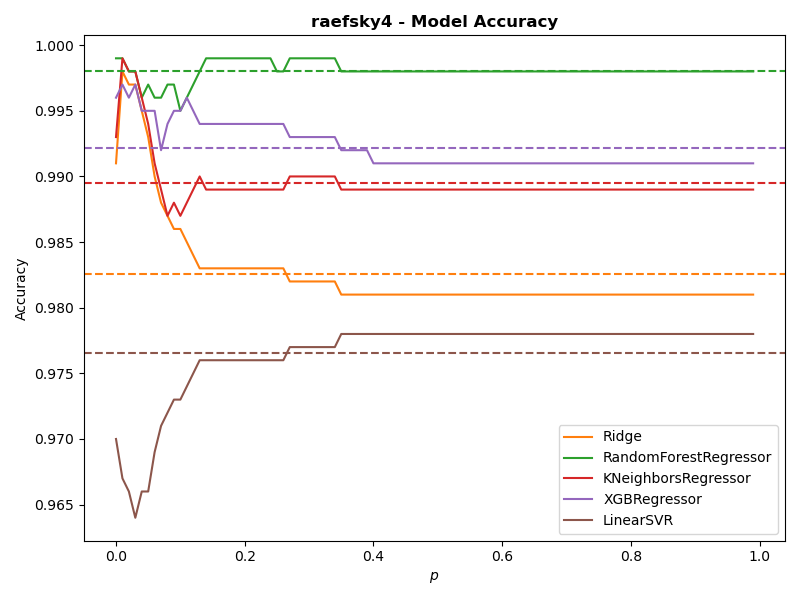 raefsky4 - Model Accuracy
Accuracy
1.000
0.995
0.990
0.985
0.980
0.975
0.970
0.965
Ridge
RandomForestRegressor
KNeighborsRegressor
XGBRegressor
LinearSVR
0.0 0.2 0.4 0.6 0.8 1.0
p